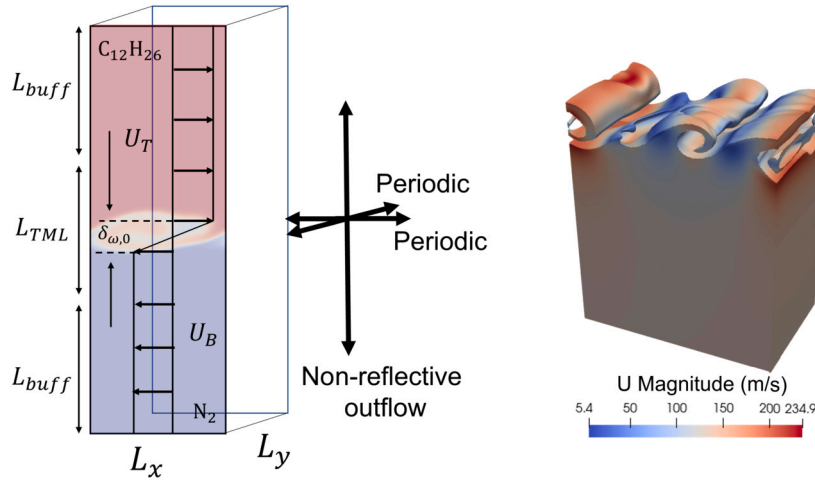 C₁₂H₂₆
L_buff
U_T
L_TML
δ_ω,0
U_B
L_buff
N₂
L_x
L_y
Periodic
Periodic
Non-reflective
outflow
U Magnitude (m/s)
5.4 50 100 150 200 234.9